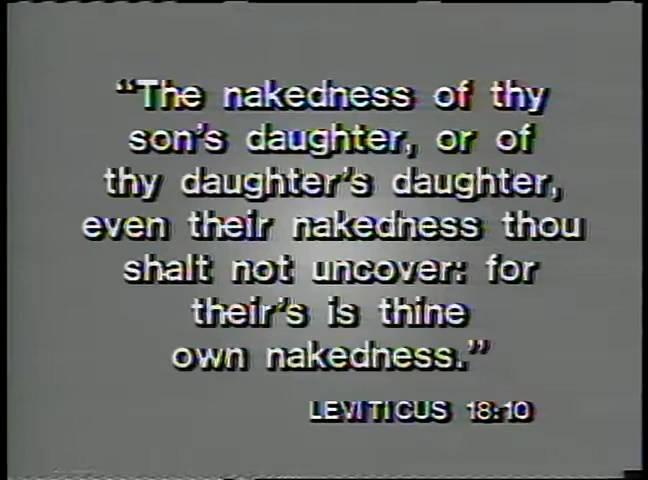 “The nakedness of thy
son's daughter, or of
thy daughter's daughter,
even their nakedness thou
shalt not uncover: for
their's is thine
own nakedness.”
LEVITICUS 18:10